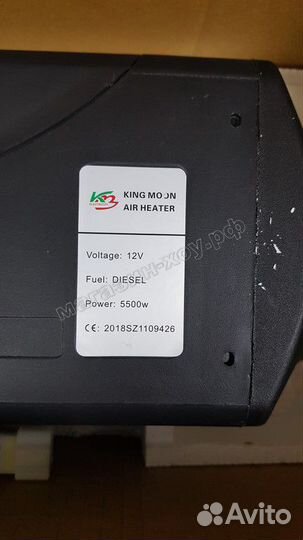 KM
KING MOON
AIR HEATER
Voltage: 12V
Fuel: DIESEL
Power: 5500w
CE: 2018SZ1109426
магазин-хоу.рф
Avito